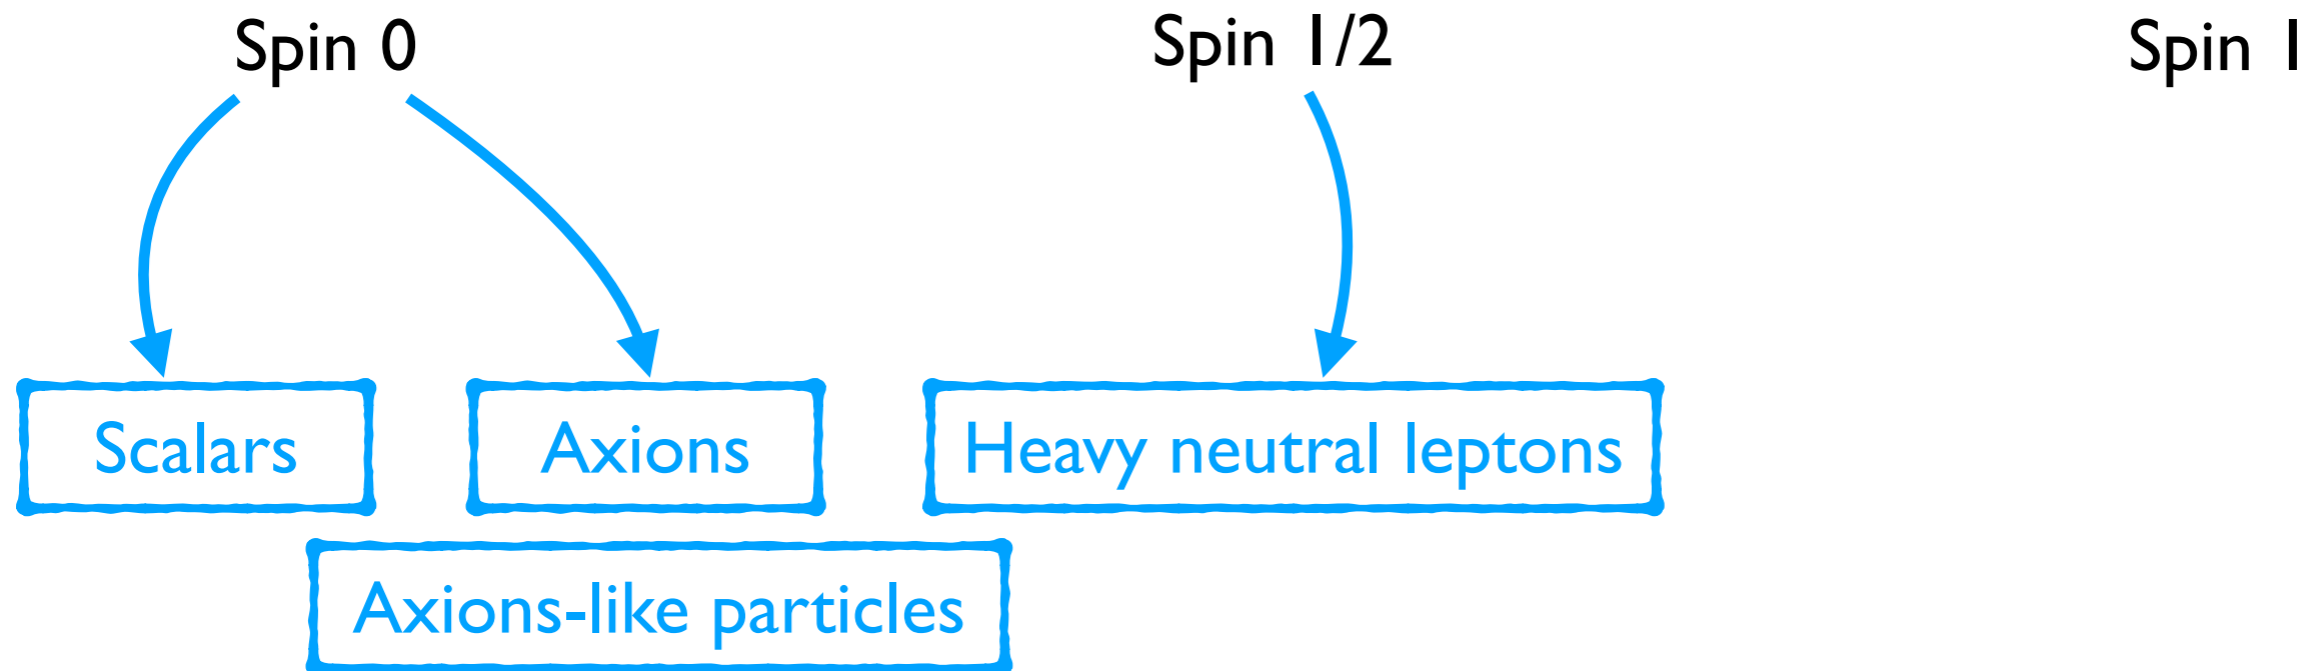 Spin 0
Spin 1/2
Spin 1
Scalars
Axions
Heavy neutral leptons
Axions-like particles